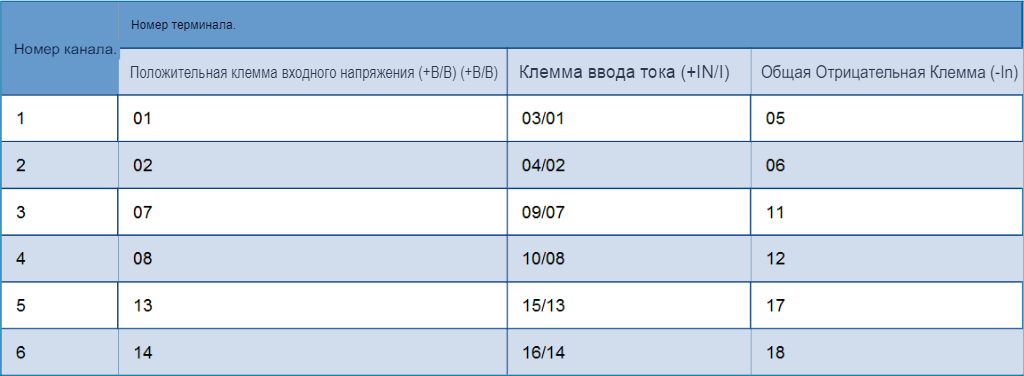 Номер терминала.
Номер канала.
Положительная клемма входного напряжения (+В/В) (+В/В) Клемма ввода тока (+IN/I) Общая Отрицательная Клемма (-In)
1 01 03/01 05
2 02 04/02 06
3 07 09/07 11
4 08 10/08 12
5 13 15/13 17
6 14 16/14 18